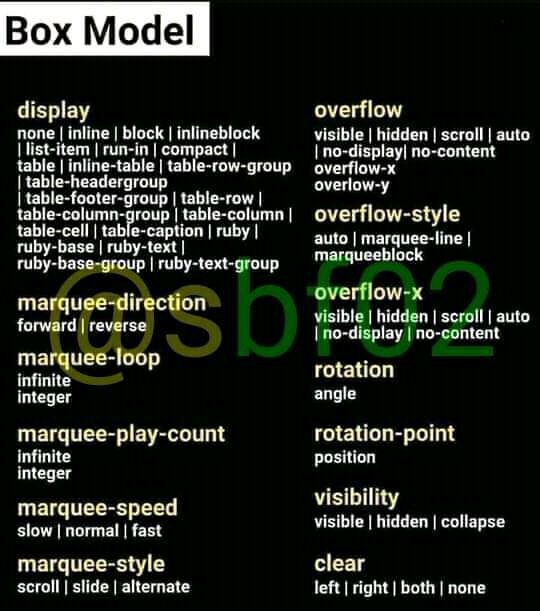 Box Model
display
none | inline | block | inlineblock
| list-item | run-in | compact |
table | inline-table | table-row-group
| table-headergroup
| table-footer-group | table-row |
table-column-group | table-column |
table-cell | table-caption | ruby |
ruby-base | ruby-text |
ruby-base-group | ruby-text-group
marquee-direction
forward | reverse
marquee-loop
infinite
integer
marquee-play-count
infinite
integer
marquee-speed
slow | normal | fast
marquee-style
scroll | slide | alternate
overflow
visible | hidden | scroll | auto
| no-display| no-content
overflow-x
overlow-y
overflow-style
auto | marquee-line |
marqueeblock
overflow-x
visible | hidden | scroll | auto
| no-display | no-content
rotation
angle
rotation-point
position
visibility
visible | hidden | collapse
clear
left | right | both | none
@sbf02